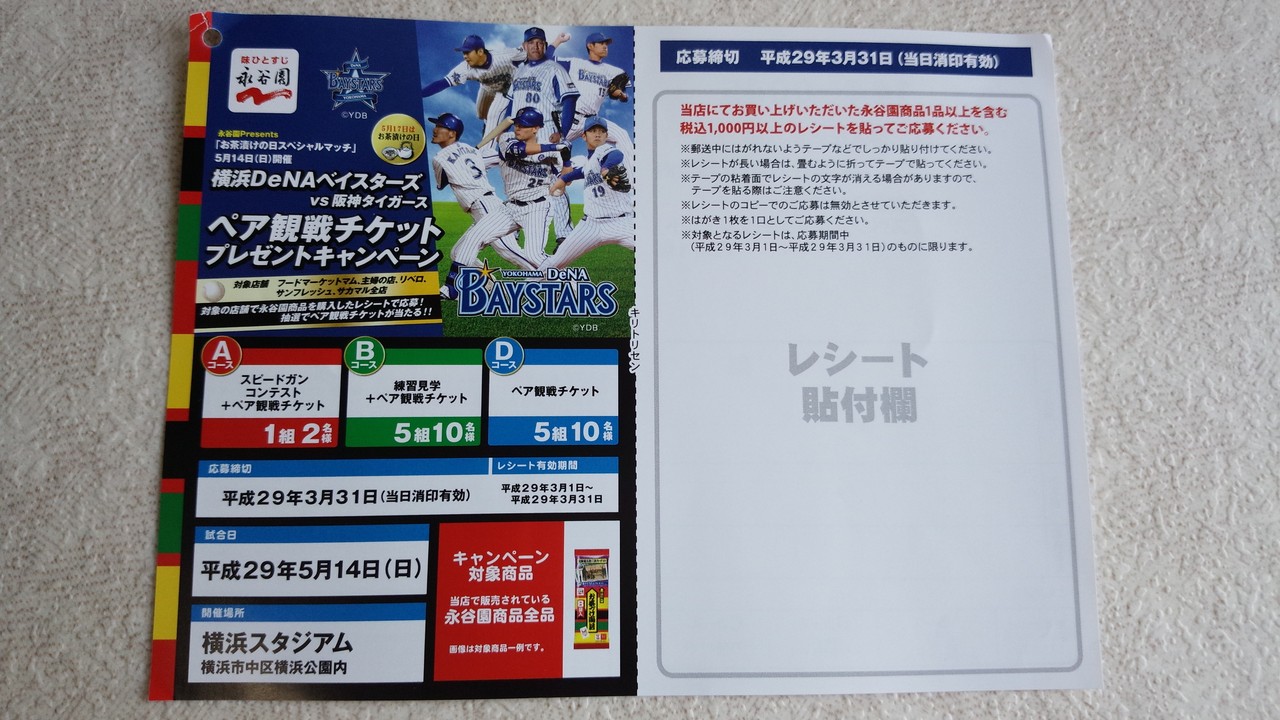 味ひとすじ
永谷園
DeNA
BAYSTARS
YOKOHAMA
©YDB
永谷園Presents
「お茶漬けの日スペシャルマッチ」
5月14日(日)開催
5月17日は
お茶漬けの日
横浜DeNAベイスターズ
vs 阪神タイガース
ペア観戦チケット
プレゼントキャンペーン
対象店舗 フードマーケットマム、主婦の店、リベロ、
サンフレッシュ、サカマル全店
対象の店舗で永谷園商品を購入したレシートで応募!
抽選でペア観戦チケットが当たる!!
80
15
3
25
19
YOKOHAMA DeNA
BAYSTARS
©YDB
キリトリセン
Aコース
スピードガン
コンテスト
+ペア観戦チケット
1組2名様
Bコース
練習見学
+ペア観戦チケット
5組10名様
Dコース
ペア観戦チケット
5組10名様
応募締切
平成29年3月31日(当日消印有効)
レシート有効期間
平成29年3月1日~
平成29年3月31日
試合日
平成29年5月14日(日)
開催場所
横浜スタジアム
横浜市中区横浜公園内
キャンペーン
対象商品
当店で販売されている
永谷園商品全品
画像は対象商品一例です。
応募締切 平成29年3月31日(当日消印有効)
当店にてお買い上げいただいた永谷園商品1品以上を含む
税込1,000円以上のレシートを貼ってご応募ください。
※郵送中にはがれないようテープなどでしっかり貼り付けてください。
※レシートが長い場合は、畳むように折ってテープで貼ってください。
※テープの粘着面でレシートの文字が消える場合がありますので、
テープを貼る際はご注意ください。
※レシートのコピーでのご応募は無効とさせていただきます。
※はがき1枚を1口としてご応募ください。
※対象となるレシートは、応募期間中
(平成29年3月1日~平成29年3月31日)のものに限ります。
レシート
貼付欄